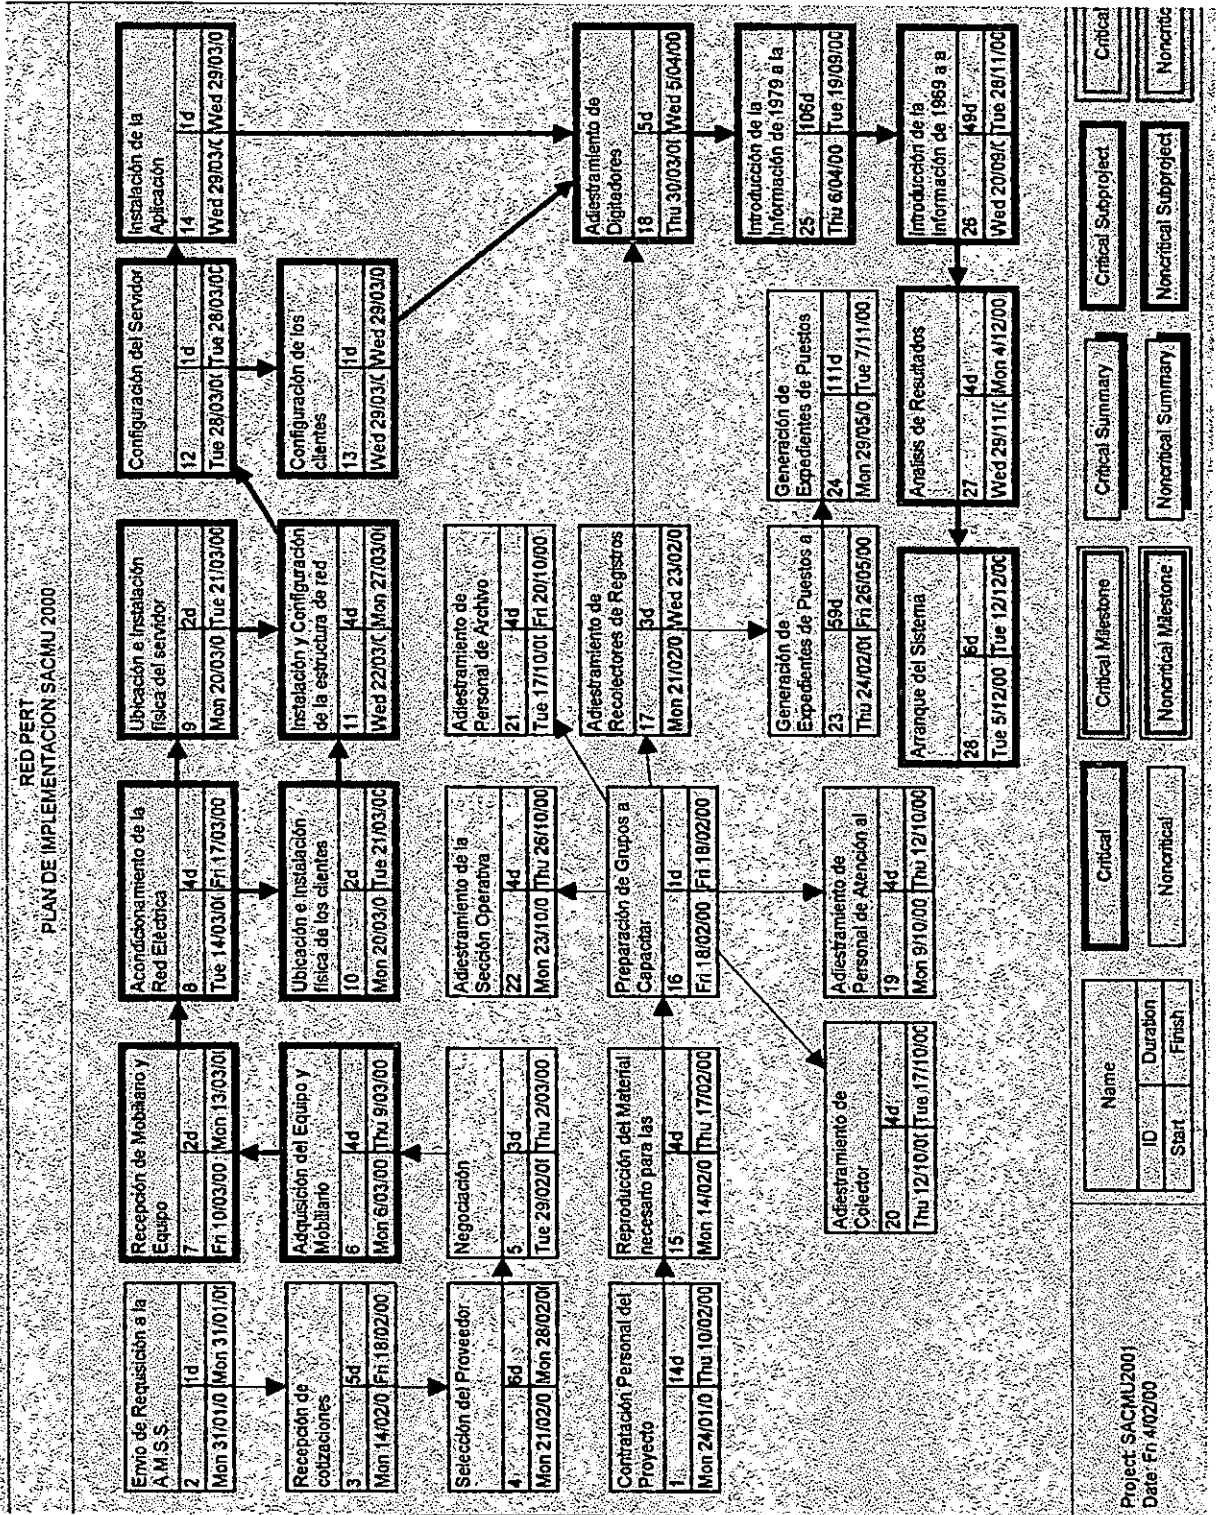 RED PERT
PLAN DE IMPLEMENTACION SACMU 2000
Envio de Requisición a la
A.M.S.S.
2 1d
Mon 31/01/0 Mon 31/01/0(
Recepción de Mobiliario y
Equipo
7 2d
Fri 10/03/00 Mon 13/03/0(
Acondicionamiento de la
Red Eléctrica
8 4d
Tue 14/03/0( Fri 17/03/00
Ubicación e Instalación
física del servidor
9 2d
Mon 20/03/0 Tue 21/03/00
Configuración del Servidor
12 1d
Tue 28/03/0( Tue 28/03/00
Instalación de la
Aplicación
14 1d
Wed 29/03/( Wed 29/03/0
Recepción de
cotizaciones
3 5d
Mon 14/02/0 Fri 18/02/00
Adquisición del Equipo y
Mobiliario
6 4d
Mon 6/03/00 Thu 9/03/00
Ubicación e Instalación
física de los clientes
10 2d
Mon 20/03/0 Tue 21/03/00
Instalación y Configuración
de la estructura de red
11 4d
Wed 22/03/( Mon 27/03/0(
Configuración de los
clientes
13 1d
Wed 29/03/( Wed 29/03/0
Selección del Proveedor
4 6d
Mon 21/02/0 Mon 28/02/0(
Negociación
5 3d
Tue 29/02/0( Thu 2/03/00
Adiestramiento de la
Sección Operativa
22 4d
Mon 23/10/0 Thu 26/10/00
Adiestramiento de
Personal de Archivo
21 4d
Tue 17/10/0( Fri 20/10/00
Contratación Personal del
Proyecto
1 14d
Mon 24/01/0 Thu 10/02/00
Reproducción del Material
necesario para las
15 4d
Mon 14/02/0 Thu 17/02/00
Preparación de Grupos a
Capacitar
16 1d
Fri 18/02/00 Fri 18/02/00
Adiestramiento de
Recolectores de Registros
17 3d
Mon 21/02/0 Wed 23/02/0
Adiestramiento de
Digitadores
18 5d
Thu 30/03/0( Wed 5/04/00
Generación de
Expedientes de Puestos a
23 59d
Thu 24/02/0( Fri 26/05/00
Generación de
Expedientes de Puestos
24 111d
Mon 29/05/0 Tue 7/11/00
Introducción de la
Información de 1979 a la
25 106d
Thu 6/04/00 Tue 19/09/00
Adiestramiento de
Colector
20 4d
Thu 12/10/0( Tue 17/10/00
Adiestramiento de
Personal de Atención al
19 4d
Mon 9/10/00 Thu 12/10/00
Arranque del Sistema
28 6d
Tue 5/12/00 Tue 12/12/00
Analisis de Resultados
27 4d
Wed 29/11/( Mon 4/12/00
Introducción de la
Información de 1989 a a
26 49d
Wed 20/09/( Tue 28/11/00
Project: SACMU2001
Date: Fri 4/02/00
Name
ID Duration
Start Finish
Critical
Noncritical
Critical Milestone
Noncritical Milestone
Critical Summary
Noncritical Summary
Critical Subproject
Noncritical Subproject
Critical
Noncritic